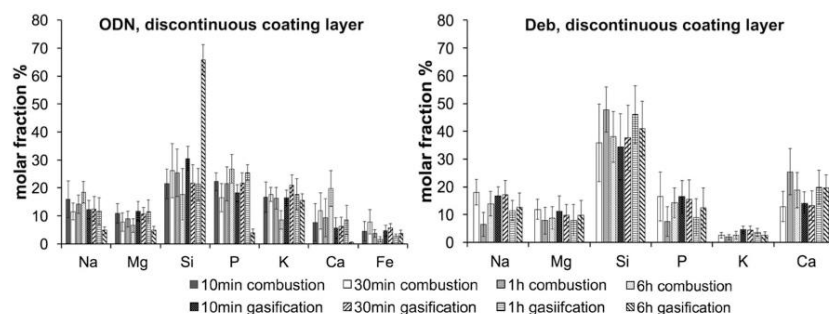 ODN, discontinuous coating layer
molar fraction %
80
70
60
50
40
30
20
10
0
Na Mg Si P K Ca Fe
Deb, discontinuous coating layer
molar fraction %
80
70
60
50
40
30
20
10
0
Na Mg Si P K Ca
10min combustion 30min combustion 1h combustion 6h combustion
10min gasification 30min gasification 1h gasiifcation 6h gasification